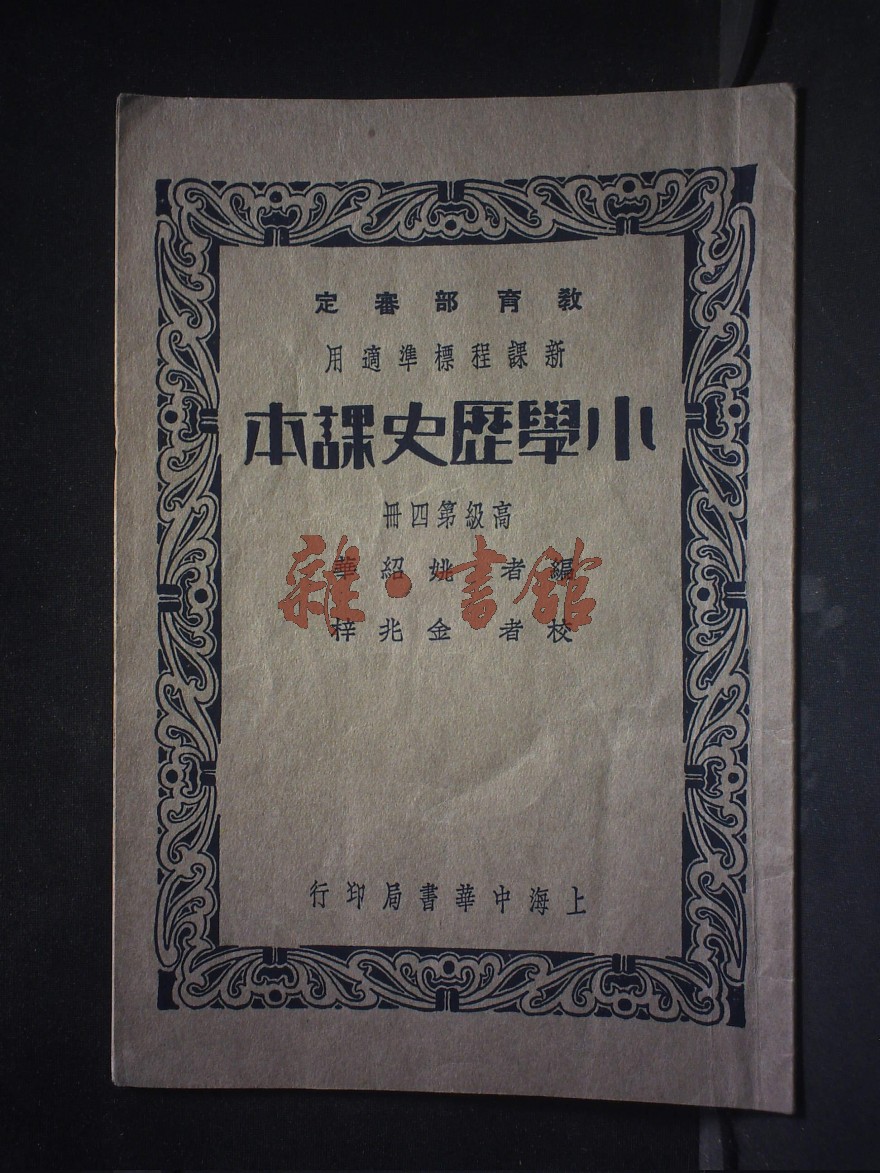 教育部審定
新課程標準適用
小學歷史課本
高級第四冊
編者 姚紹華
校者 金兆梓
雜·書館
上海中華書局印行